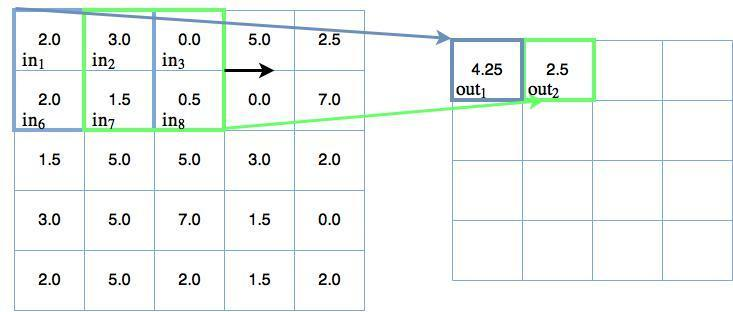 2.0 3.0 0.0 5.0 2.5
in1 in2 in3
2.0 1.5 0.5 0.0 7.0
in6 in7 in8
1.5 5.0 5.0 3.0 2.0
3.0 5.0 7.0 1.5 0.0
2.0 5.0 2.0 1.5 2.0
4.25 2.5
out1 out2